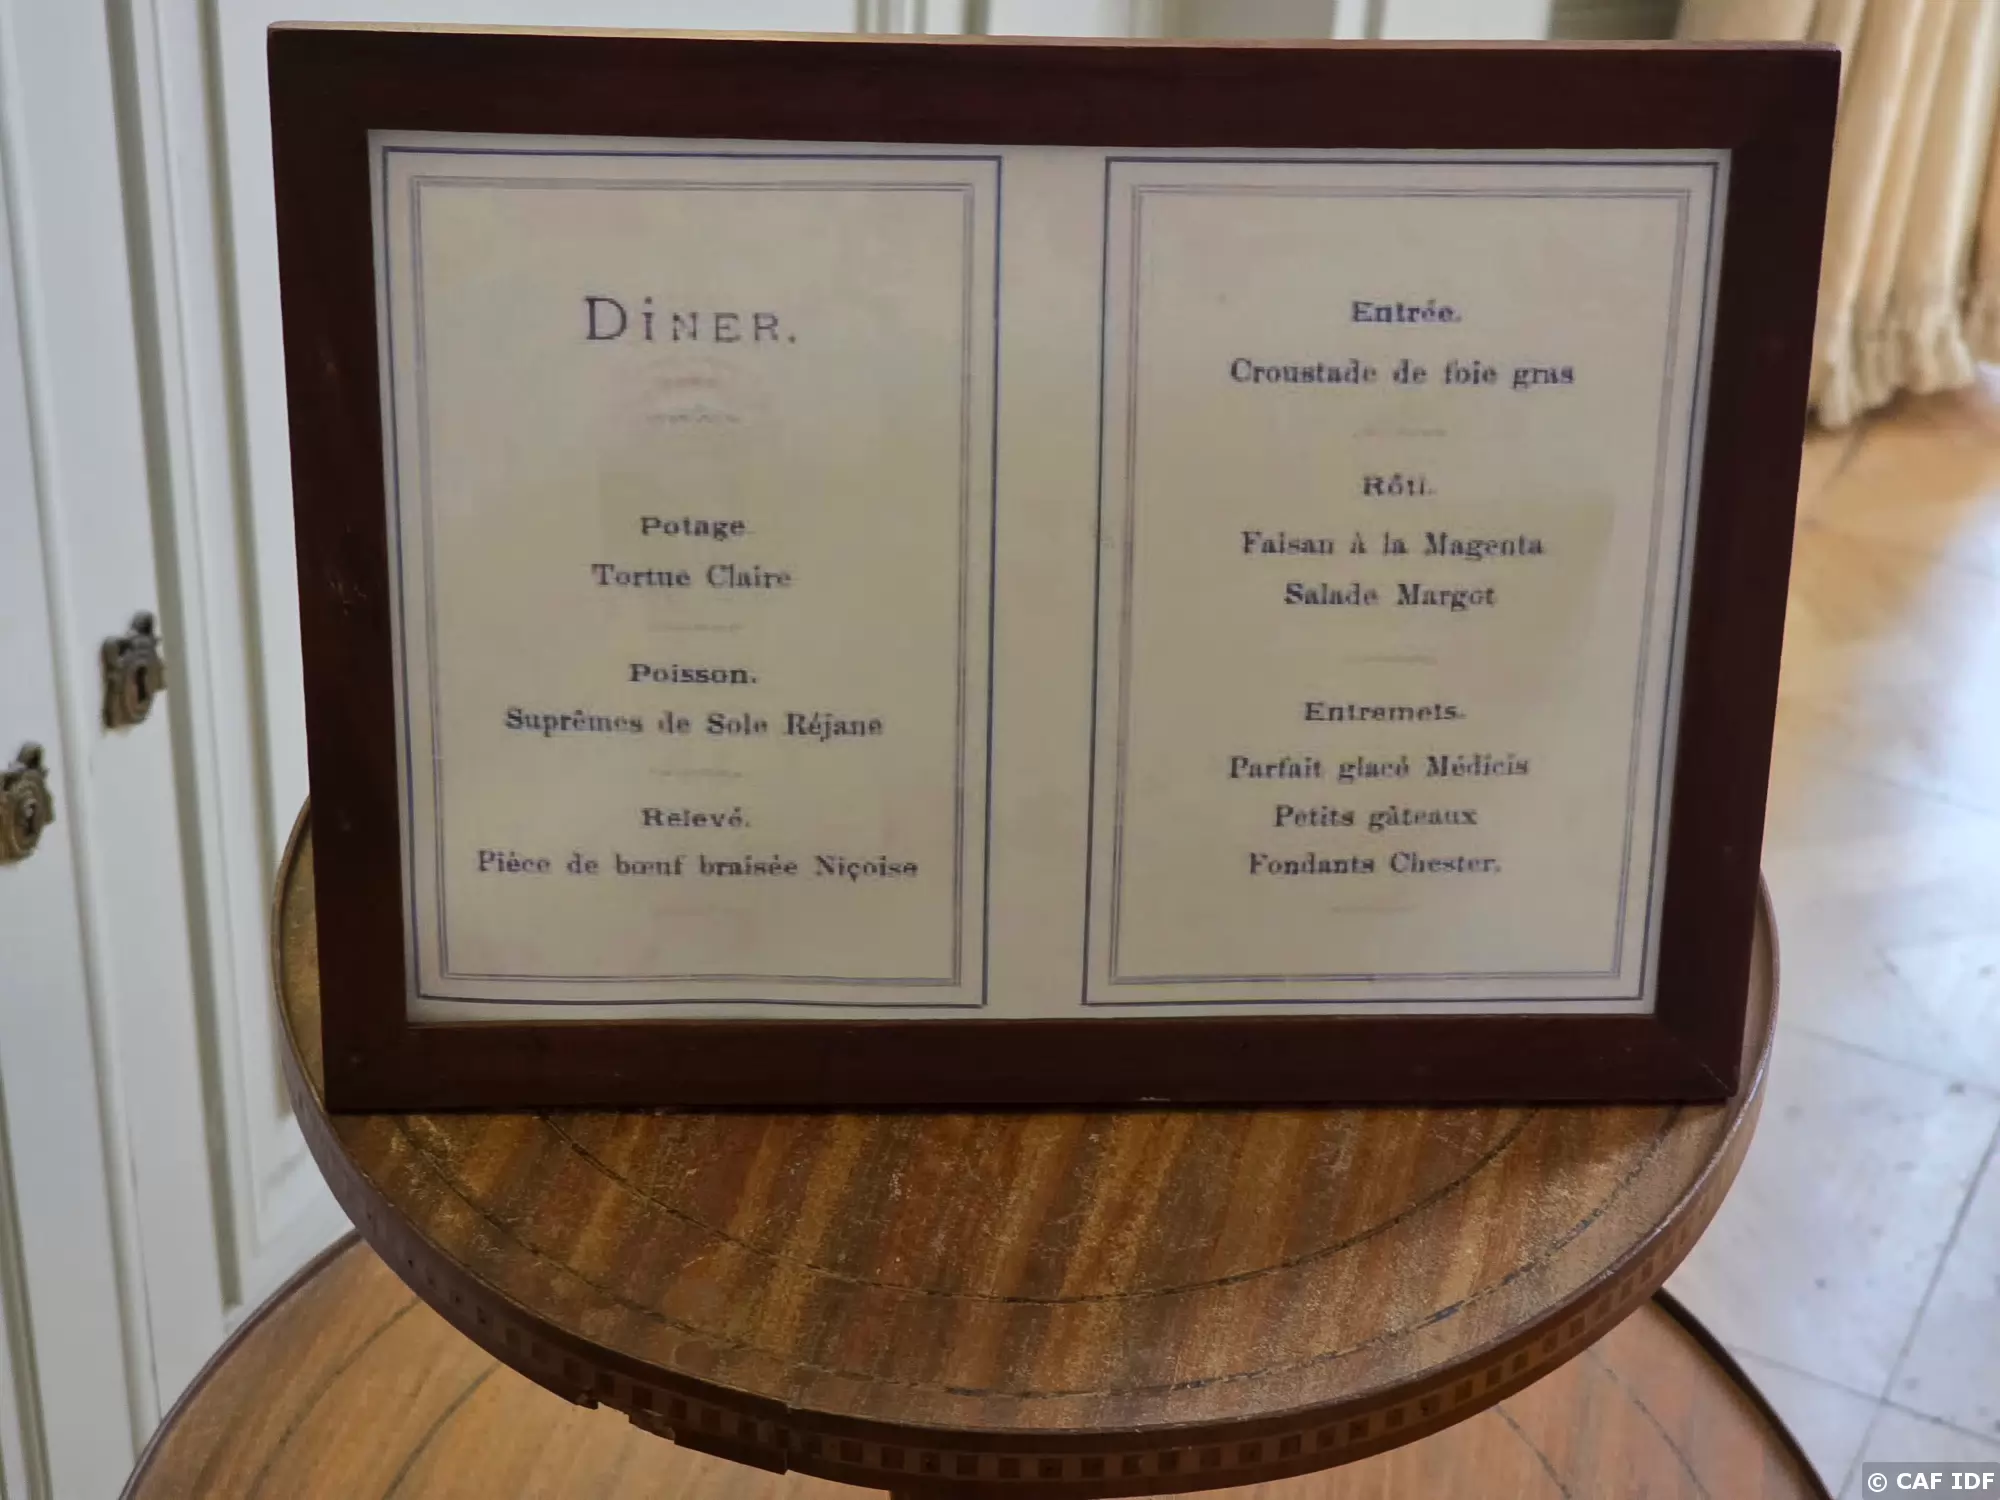 DiNER.
Potage.
Tortue Claire
Poisson.
Suprêmes de Sole Réjane
Relevé.
Pièce de bœuf braisée Niçoise
Entrée.
Croustade de foie gras
Rôti.
Faisan à la Magenta
Salade Margot
Entremets.
Parfait glacé Médicis
Petits gâteaux
Fondants Chester.
© CAF IDF